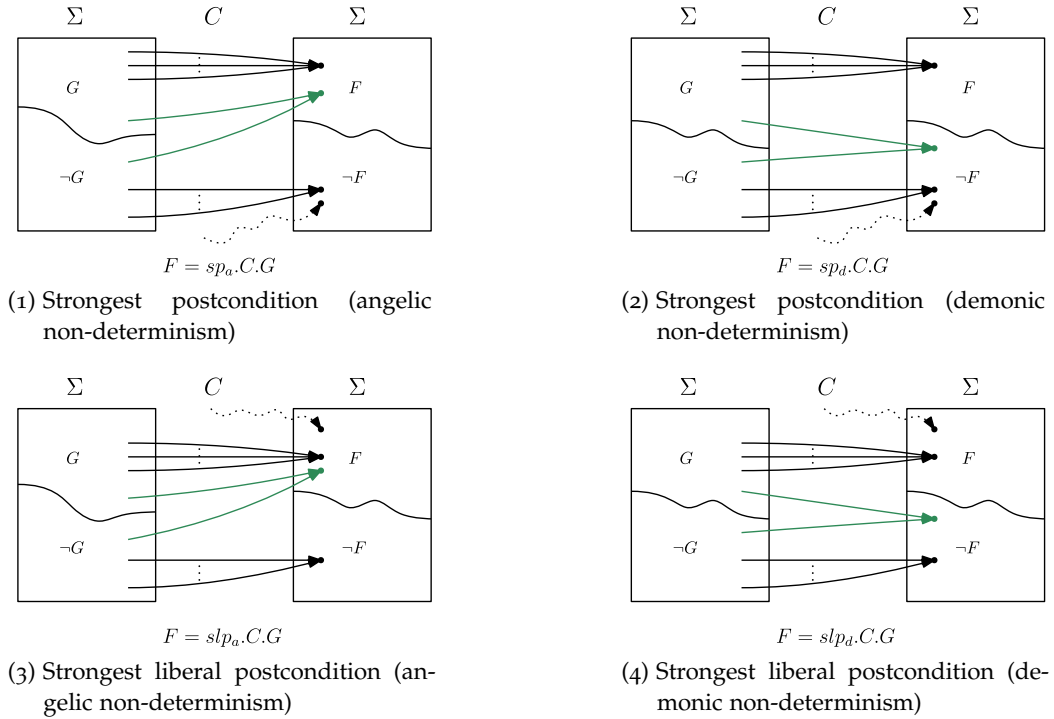 Σ C Σ
G F
¬G ¬F
F = sp_a.C.G
(1) Strongest postcondition (angelic
non-determinism)
Σ C Σ
G F
¬G ¬F
F = sp_d.C.G
(2) Strongest postcondition (demonic
non-determinism)
Σ C Σ
G F
¬G ¬F
F = slp_a.C.G
(3) Strongest liberal postcondition (an-
gelic non-determinism)
Σ C Σ
G F
¬G ¬F
F = slp_d.C.G
(4) Strongest liberal postcondition (de-
monic non-determinism)